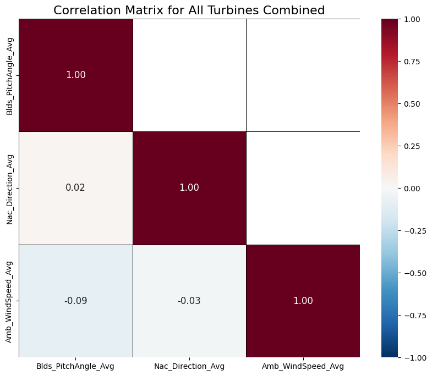 Correlation Matrix for All Turbines Combined
Blds_PitchAngle_Avg
1.00
Nac_Direction_Avg
0.02
1.00
Amb_WindSpeed_Avg
-0.09
-0.03
1.00
Blds_PitchAngle_Avg
Nac_Direction_Avg
Amb_WindSpeed_Avg
1.00
0.75
0.50
0.25
0.00
−0.25
−0.50
−0.75
−1.00